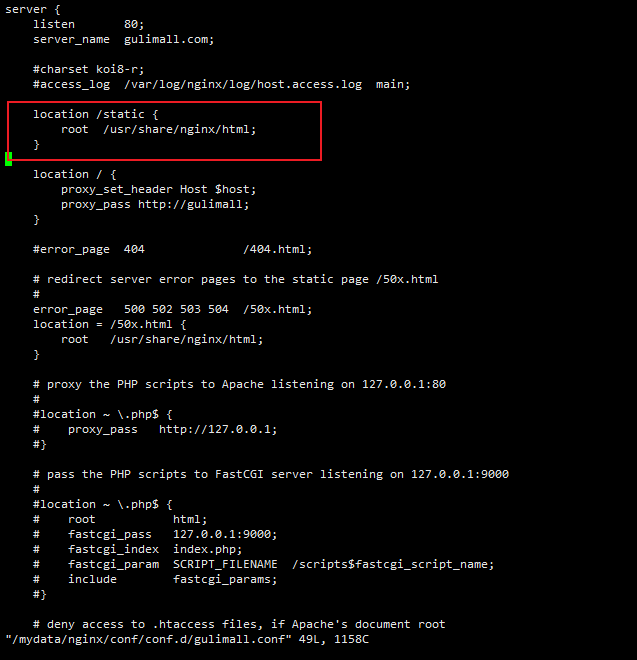 server {
    listen       80;
    server_name  gulimall.com;
    #charset koi8-r;
    #access_log  /var/log/nginx/log/host.access.log  main;
    location /static {
        root  /usr/share/nginx/html;
    }
    location / {
        proxy_set_header Host $host;
        proxy_pass http://gulimall;
    }
    #error_page  404              /404.html;
    # redirect server error pages to the static page /50x.html
    #
    error_page   500 502 503 504  /50x.html;
    location = /50x.html {
        root   /usr/share/nginx/html;
    }
    # proxy the PHP scripts to Apache listening on 127.0.0.1:80
    #
    #location ~ \.php$ {
    #    proxy_pass   http://127.0.0.1;
    #}
    # pass the PHP scripts to FastCGI server listening on 127.0.0.1:9000
    #
    #location ~ \.php$ {
    #    root           html;
    #    fastcgi_pass   127.0.0.1:9000;
    #    fastcgi_index  index.php;
    #    fastcgi_param  SCRIPT_FILENAME  /scripts$fastcgi_script_name;
    #    include        fastcgi_params;
    #}
    # deny access to .htaccess files, if Apache's document root
"/mydata/nginx/conf/conf.d/gulimall.conf" 49L, 1158C